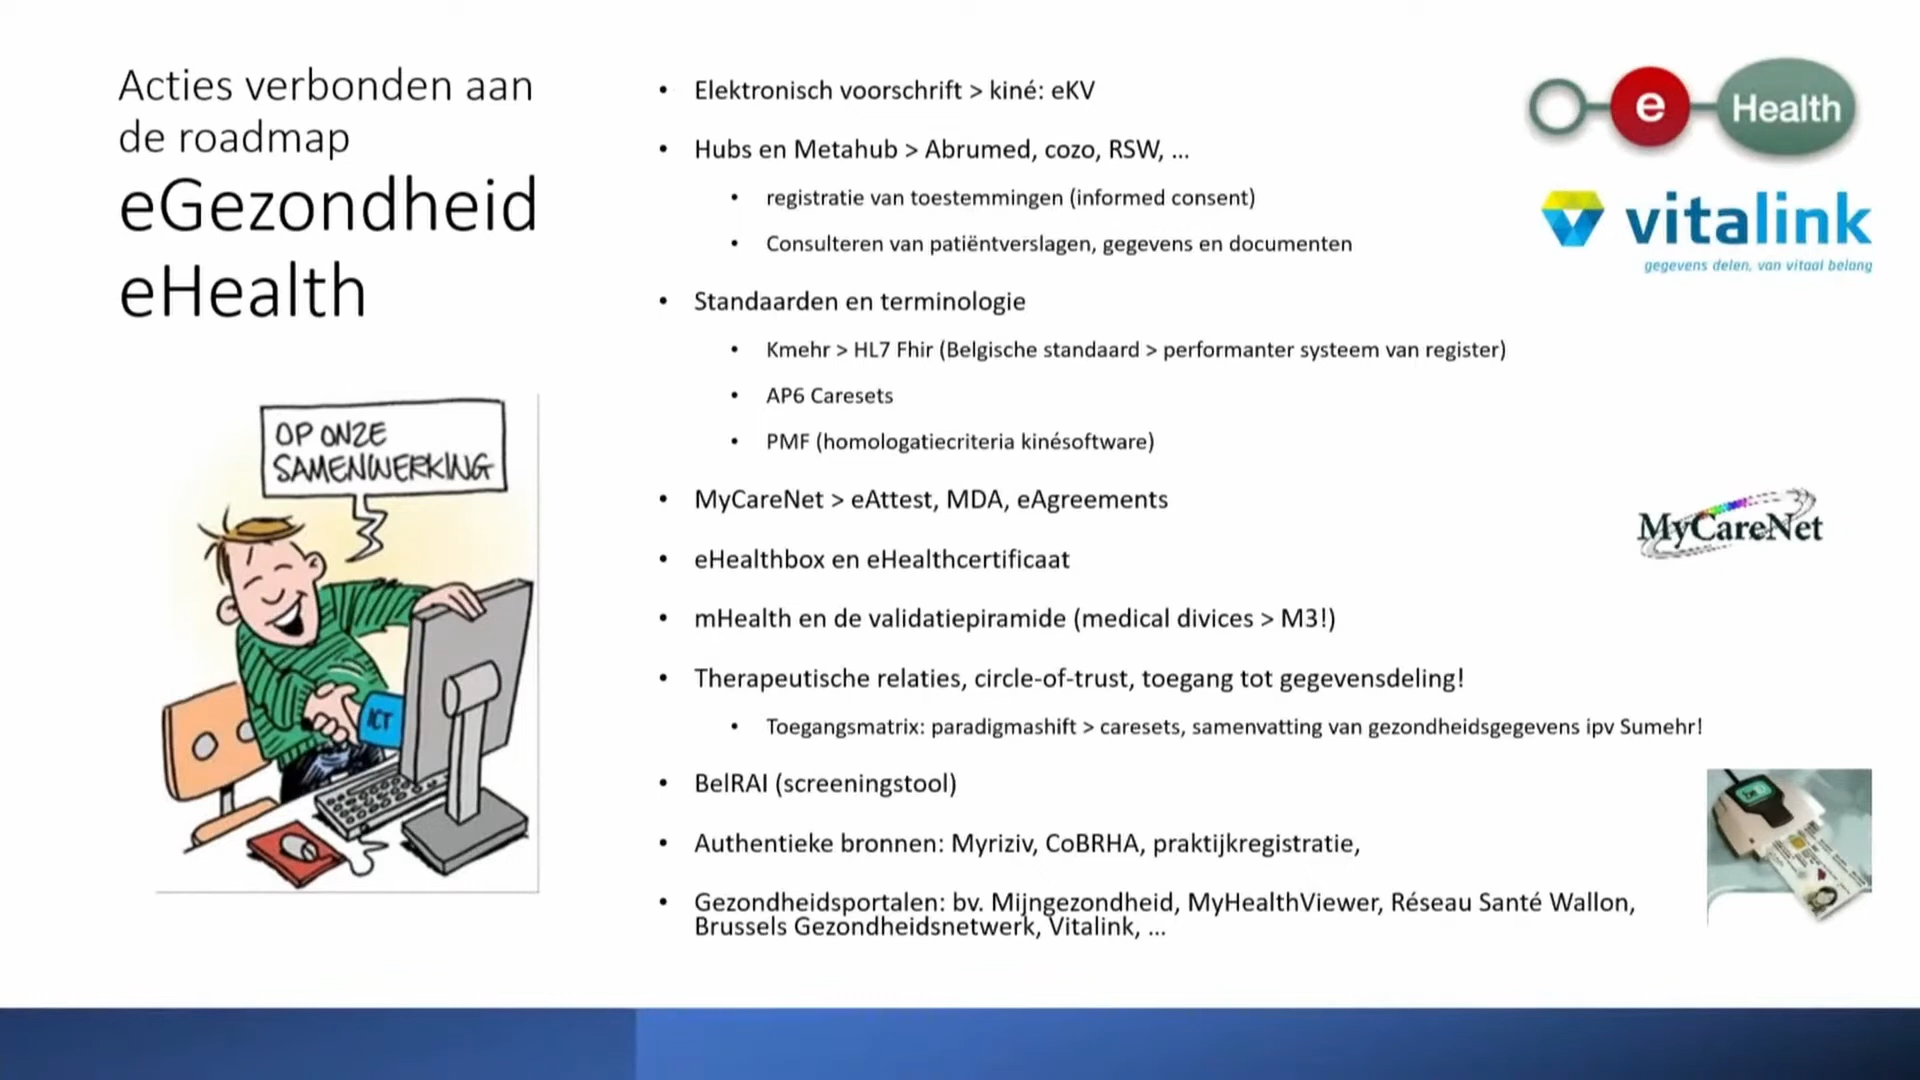 Acties verbonden aan
de roadmap
eGezondheid
eHealth
OP ONZE
SAMENWERKING
ICT
• Elektronisch voorschrift > kiné: eKV
• Hubs en Metahub > Abrumed, cozo, RSW, ...
• registratie van toestemmingen (informed consent)
• Consulteren van patiëntverslagen, gegevens en documenten
• Standaarden en terminologie
• Kmehr > HL7 Fhir (Belgische standaard > performanter systeem van register)
• AP6 Caresets
• PMF (homologatiecriteria kinésoftware)
• MyCareNet > eAttest, MDA, eAgreements
• eHealthbox en eHealthcertificaat
• mHealth en de validatiepiramide (medical divices > M3!)
• Therapeutische relaties, circle-of-trust, toegang tot gegevensdeling!
• Toegangsmatrix: paradigmashift > caresets, samenvatting van gezondheidsgegevens ipv Sumehr!
• BelRAI (screeningstool)
• Authentieke bronnen: Myriziv, CoBRHA, praktijkregistratie,
• Gezondheidsportalen: bv. Mijngezondheid, MyHealthViewer, Réseau Santé Wallon,
Brussels Gezondheidsnetwerk, Vitalink, ...
e Health
vitalink
gegevens delen, van vitaal belang
MyCareNet